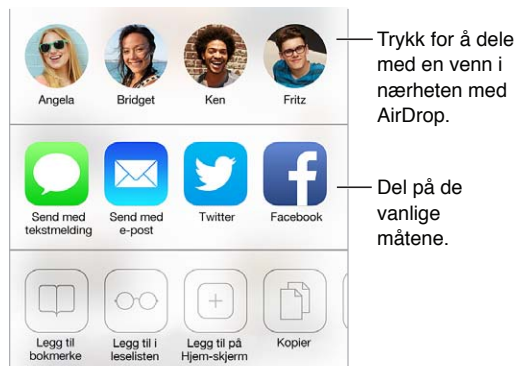 Angela Bridget Ken Fritz
Trykk for å dele
med en venn i
nærheten med
AirDrop.
Send med Send med Twitter Facebook
tekstmelding e-post
Del på de
vanlige
måtene.
Legg til Legg til i Legg til på Kopier
bokmerke leselisten Hjem-skjerm